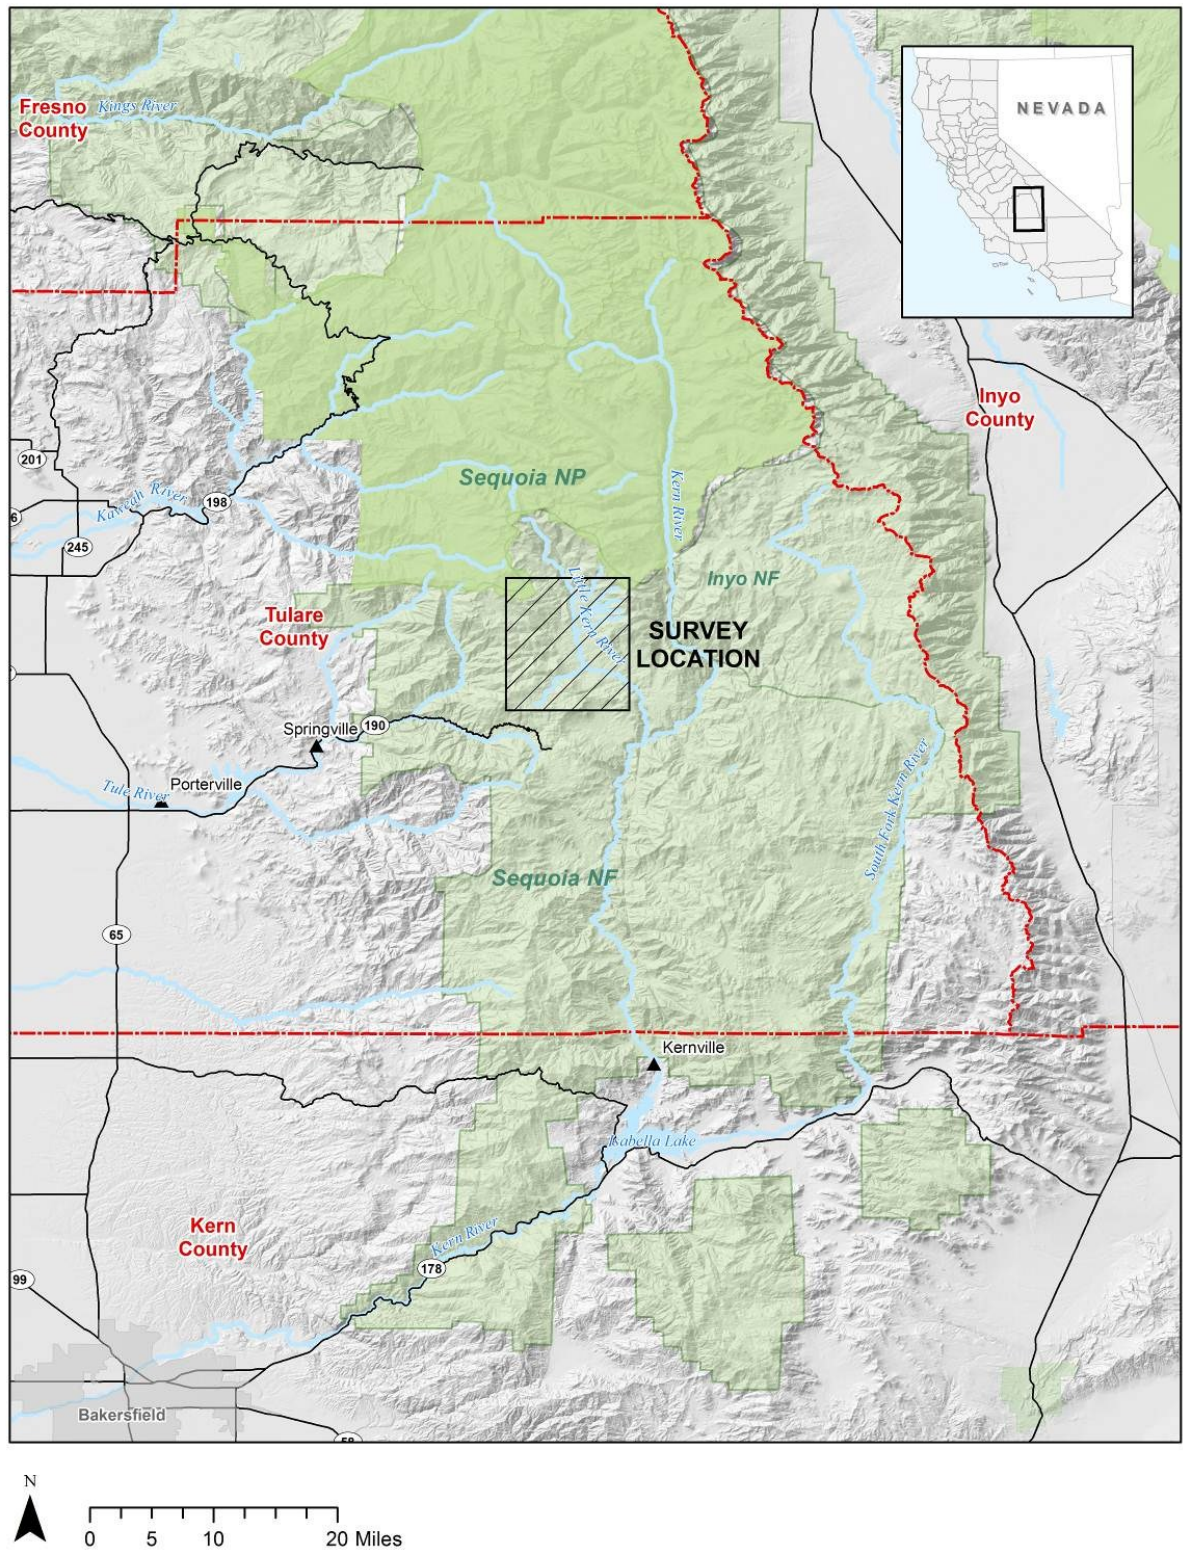 NEVADA
Fresno
County
Kings River
Inyo
County
201
Sequoia NP
Kern River
Kaweah River
198
6
245
Inyo NF
Little Kern River
Tulare
County
SURVEY
LOCATION
Springville
190
Porterville
Tule River
South Fork Kern River
Sequoia NF
65
Kernville
Isabella Lake
Kern
County
Kern River
178
99
Bakersfield
58
N
0 5 10 20 Miles